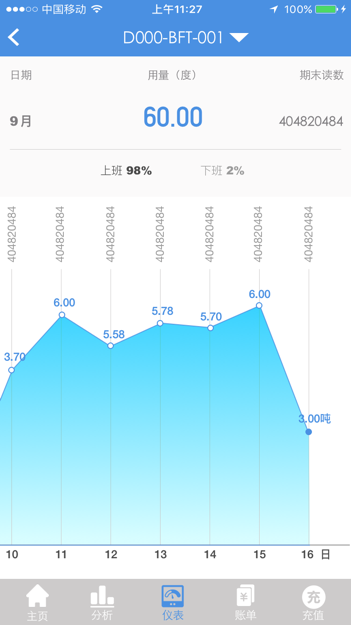 中国移动 上午11:27 100%
D000-BFT-001
日期 用量（度） 期末读数
9月 60.00 404820484
上班 98% 下班 2%
404820484 404820484 404820484 404820484 404820484 404820484 404820484
3.70 6.00 5.58 5.78 5.70 6.00 3.00吨
10 11 12 13 14 15 16 日
主页 分析 仪表 账单 充值
¥ 充